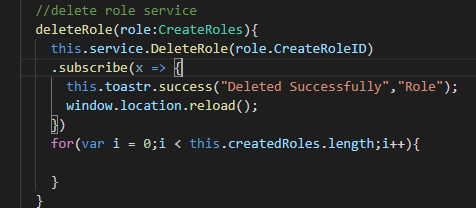 //delete role service
deleteRole(role:CreateRoles){
this.service.DeleteRole(role.CreateRoleID)
.subscribe(x => {
this.toastr.success("Deleted Successfully","Role");
window.location.reload();
})
for(var i = 0;i < this.createdRoles.length;i++){
}
}